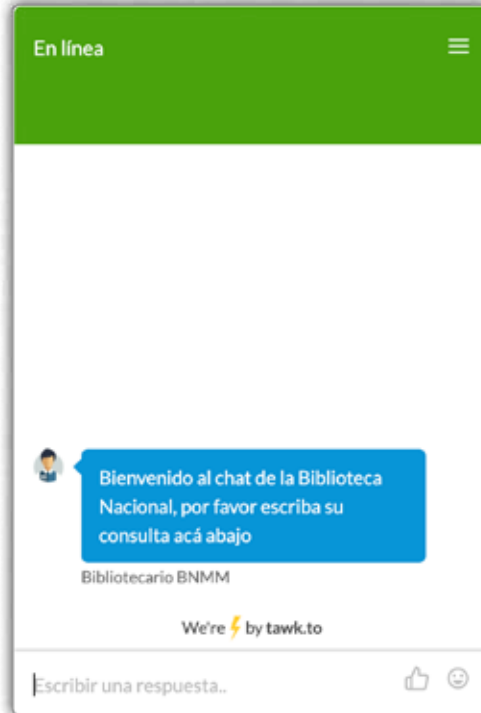 En línea
Bienvenido al chat de la Biblioteca
Nacional, por favor escriba su
consulta acá abajo
Bibliotecario BNMM
We're by tawk.to
Escribir una respuesta..